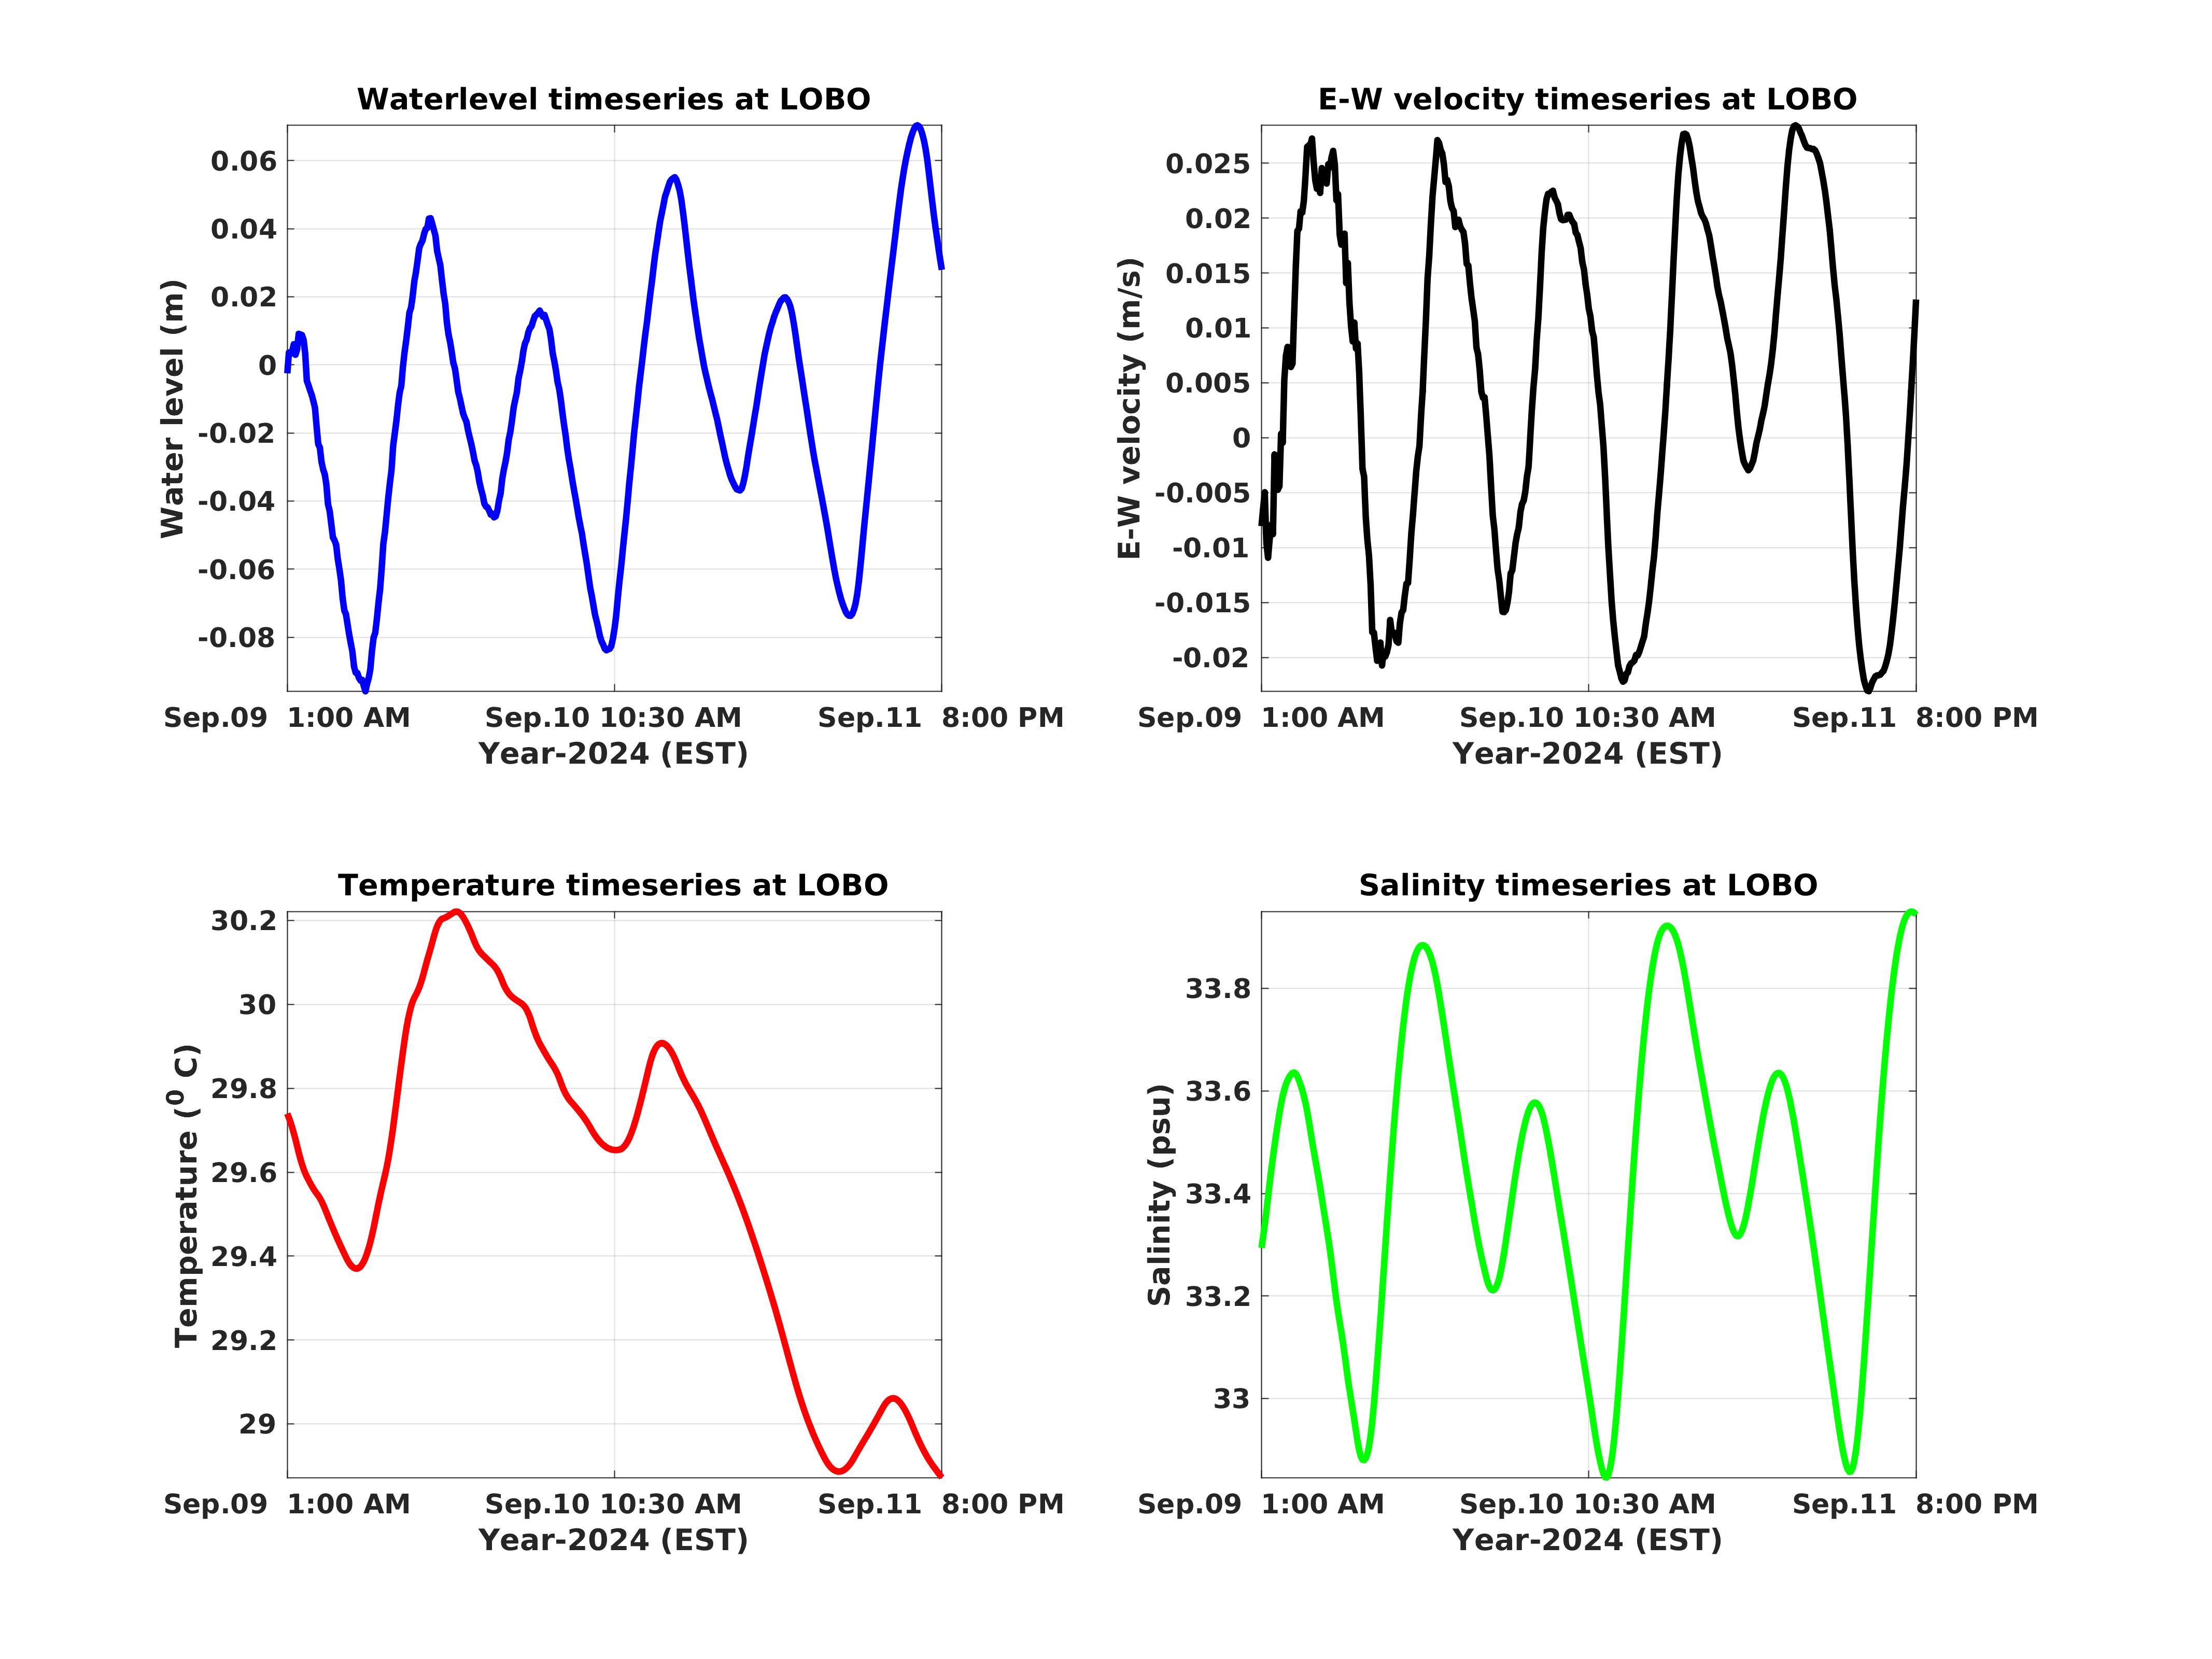 Waterlevel timeseries at LOBO
Water level (m)
0.06
0.04
0.02
0
-0.02
-0.04
-0.06
-0.08
Sep.09 1:00 AM
Sep.10 10:30 AM
Sep.11 8:00 PM
Year-2024 (EST)
E-W velocity timeseries at LOBO
E-W velocity (m/s)
0.025
0.02
0.015
0.01
0.005
0
-0.005
-0.01
-0.015
-0.02
Sep.09 1:00 AM
Sep.10 10:30 AM
Sep.11 8:00 PM
Year-2024 (EST)
Temperature timeseries at LOBO
Temperature (⁰ C)
30.2
30
29.8
29.6
29.4
29.2
29
Sep.09 1:00 AM
Sep.10 10:30 AM
Sep.11 8:00 PM
Year-2024 (EST)
Salinity timeseries at LOBO
Salinity (psu)
33.8
33.6
33.4
33.2
33
Sep.09 1:00 AM
Sep.10 10:30 AM
Sep.11 8:00 PM
Year-2024 (EST)